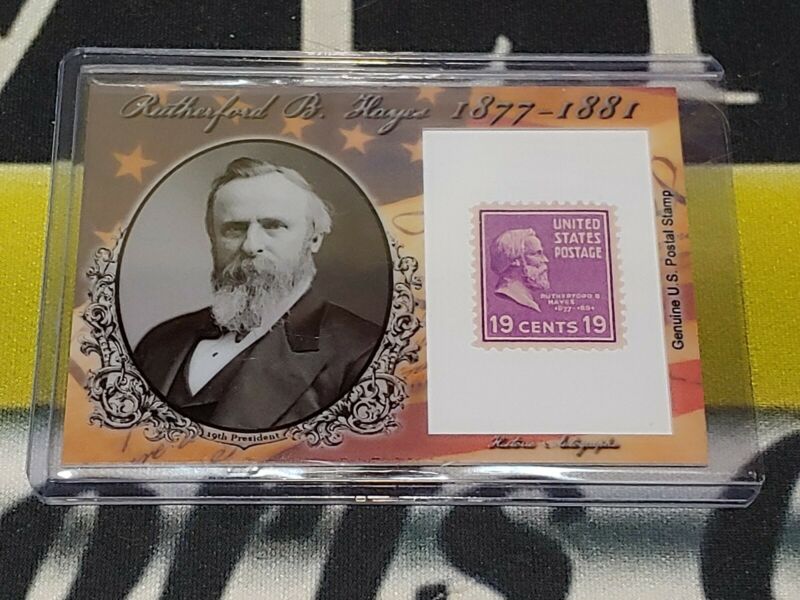 Rutherford B. Hayes 1877-1881
UNITED
STATES
POSTAGE
RUTHERFORD B.
HAYES
1877-1881
19 CENTS 19
Genuine U.S. Postal Stamp
19th President
Historic Autographs